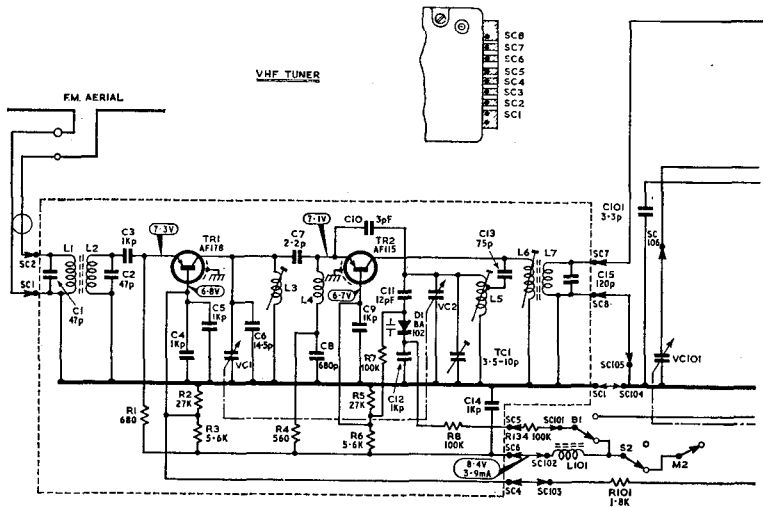 VHF TUNER
SC8
SC7
SC6
SC5
SC4
SC3
SC2
SC1
F.M. AERIAL
C101
3·3p
SC
106
SC2
SC1
L1
L2
C3
1Kp
C2
47p
C1
47p
7·3V
TR1
AF178
6·8V
C4
1Kp
C5
1Kp
VC1
C6
14·5p
L3
C7
2·2p
7·1V
L4
C8
680p
C10
3pF
TR2
AF115
6·7V
C9
1Kp
C11
12pF
D1
BA
102
R7
100K
C12
1Kp
VC2
C13
75p
L5
TC1
3·5-10p
L6
L7
C15
120p
SC7
SC8
SC105
VC101
SC1
SC104
R1
680
R2
27K
R3
5·6K
R4
560
R5
27K
R6
5·6K
C14
1Kp
R8
100K
SC5
SC101
B1
R134
100K
SC6
8·4V
3·9mA
SC102
L101
S2
M2
SC4
SC103
R101
1·8K